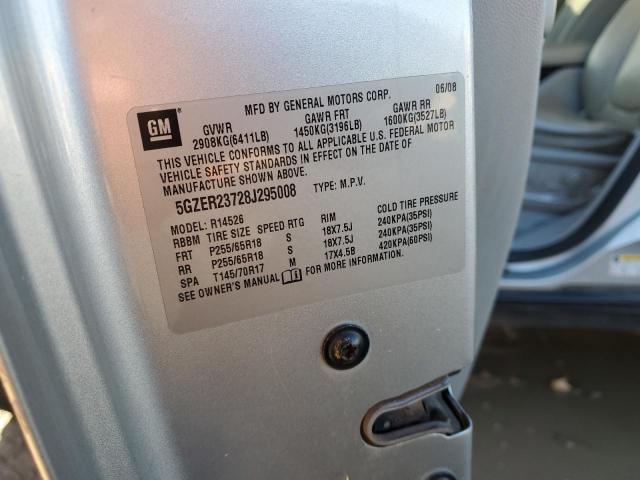 MFD BY GENERAL MOTORS CORP. 06/08
GM
GVWR GAWR FRT GAWR RR
2908KG(6411LB) 1450KG(3196LB) 1600KG(3527LB)
THIS VEHICLE CONFORMS TO ALL APPLICABLE U.S. FEDERAL MOTOR
VEHICLE SAFETY STANDARDS IN EFFECT ON THE DATE OF
MANUFACTURE SHOWN ABOVE.
5GZER23728J295008 TYPE: M.P.V.
MODEL: R14526
RBBM TIRE SIZE SPEED RTG RIM COLD TIRE PRESSURE
FRT P255/65R18 S 18X7.5J 240KPA(35PSI)
RR P255/65R18 S 18X7.5J 240KPA(35PSI)
SPA T145/70R17 M 17X4.5B 420KPA(60PSI)
SEE OWNER'S MANUAL FOR MORE INFORMATION.